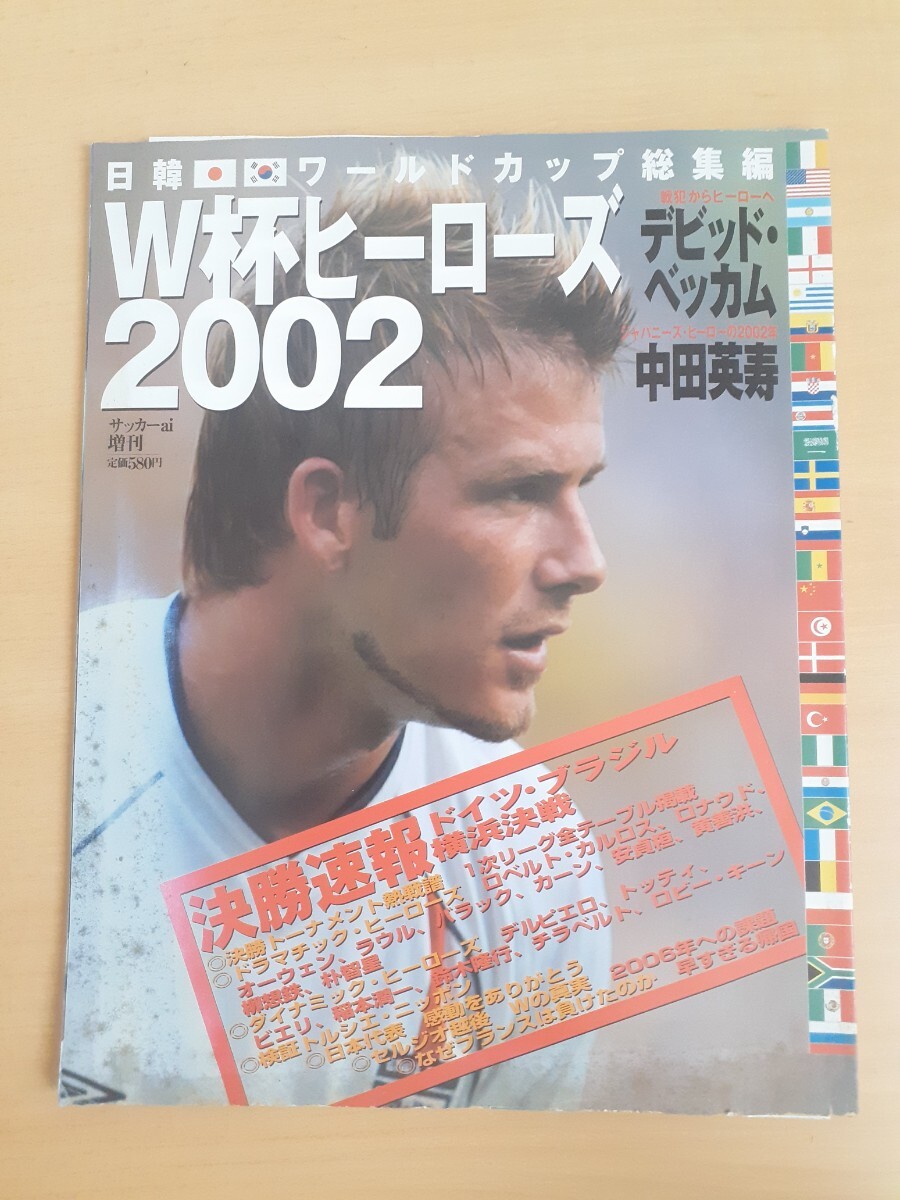 日韓 ワールドカップ総集編
W杯ヒーローズ
2002
サッカーai
増刊
定価580円
戦犯からヒーローへ
デビッド・
ベッカム
ジャパニーズ・ヒーローの2002年
中田英寿
決勝速報 ドイツ・ブラジル
横浜決戦
◎決勝トーナメント熱戦譜 1次リーグ全テーブル掲載
◎ドラマチック・ヒーローズ ロベルト・カルロス、ロナウド、
オーウェン、ラウル、バラック、カーン、安貞桓、黄善洪、
柳想鉄、朴智星
◎ダイナミック・ヒーローズ デルピエロ、トッティ、
ビエリ、稲本潤一、鈴木隆行、チラベルト、ロビー・キーン
◎検証トルシエ・ニッポン 2006年への課題
◎日本代表 感動をありがとう 早すぎる帰国
◎セルジオ越後 Wの真実
◎なぜフランスは負けたのか